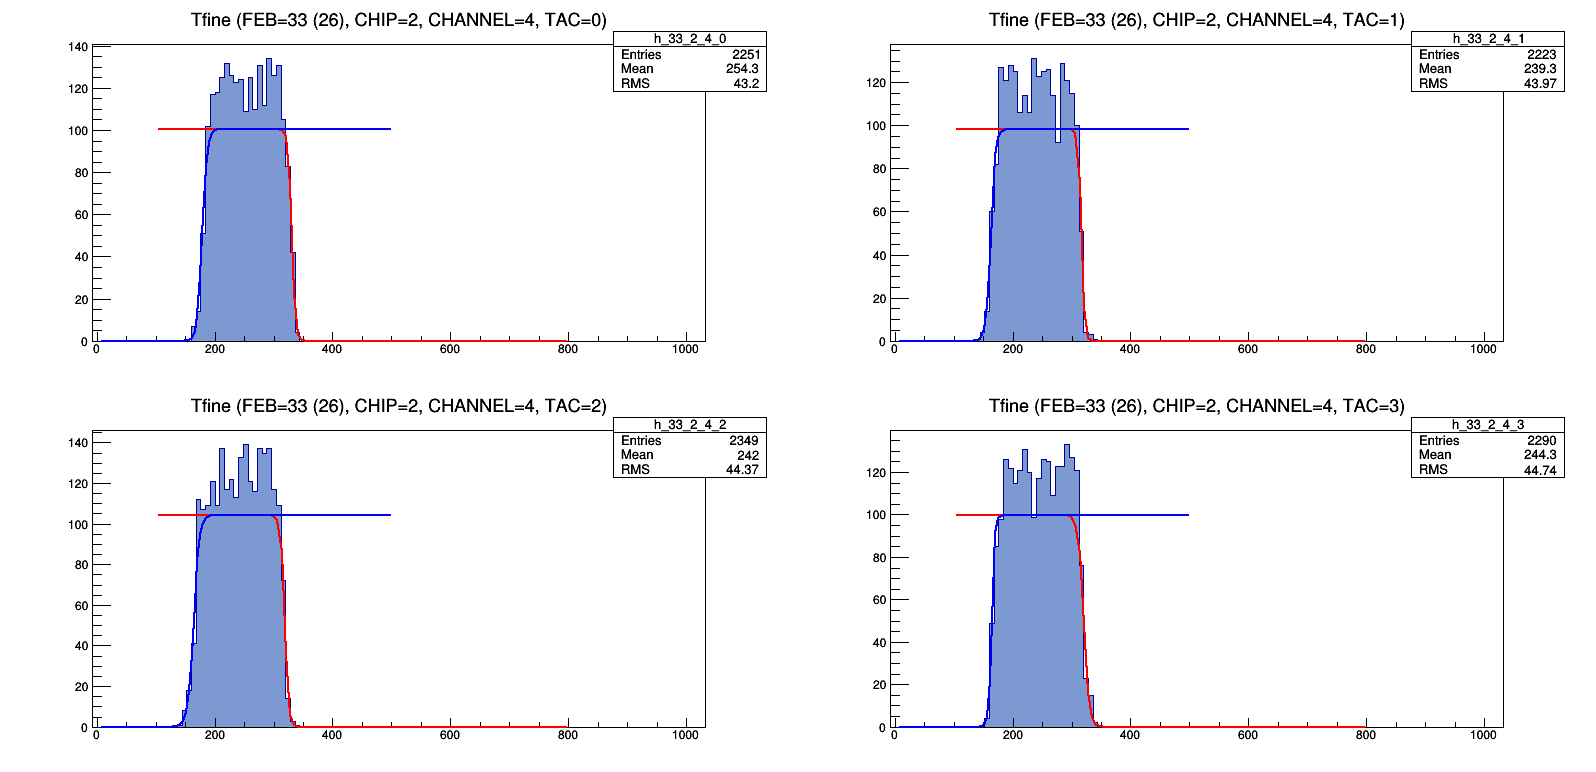 Tfine (FEB=33 (26), CHIP=2, CHANNEL=4, TAC=0)
h_33_2_4_0
Entries 2251
Mean 254.3
RMS 43.2
140
120
100
80
60
40
20
0
0 200 400 600 800 1000
Tfine (FEB=33 (26), CHIP=2, CHANNEL=4, TAC=1)
h_33_2_4_1
Entries 2223
Mean 239.3
RMS 43.97
120
100
80
60
40
20
0
0 200 400 600 800 1000
Tfine (FEB=33 (26), CHIP=2, CHANNEL=4, TAC=2)
h_33_2_4_2
Entries 2349
Mean 242
RMS 44.37
140
120
100
80
60
40
20
0
0 200 400 600 800 1000
Tfine (FEB=33 (26), CHIP=2, CHANNEL=4, TAC=3)
h_33_2_4_3
Entries 2290
Mean 244.3
RMS 44.74
120
100
80
60
40
20
0
0 200 400 600 800 1000